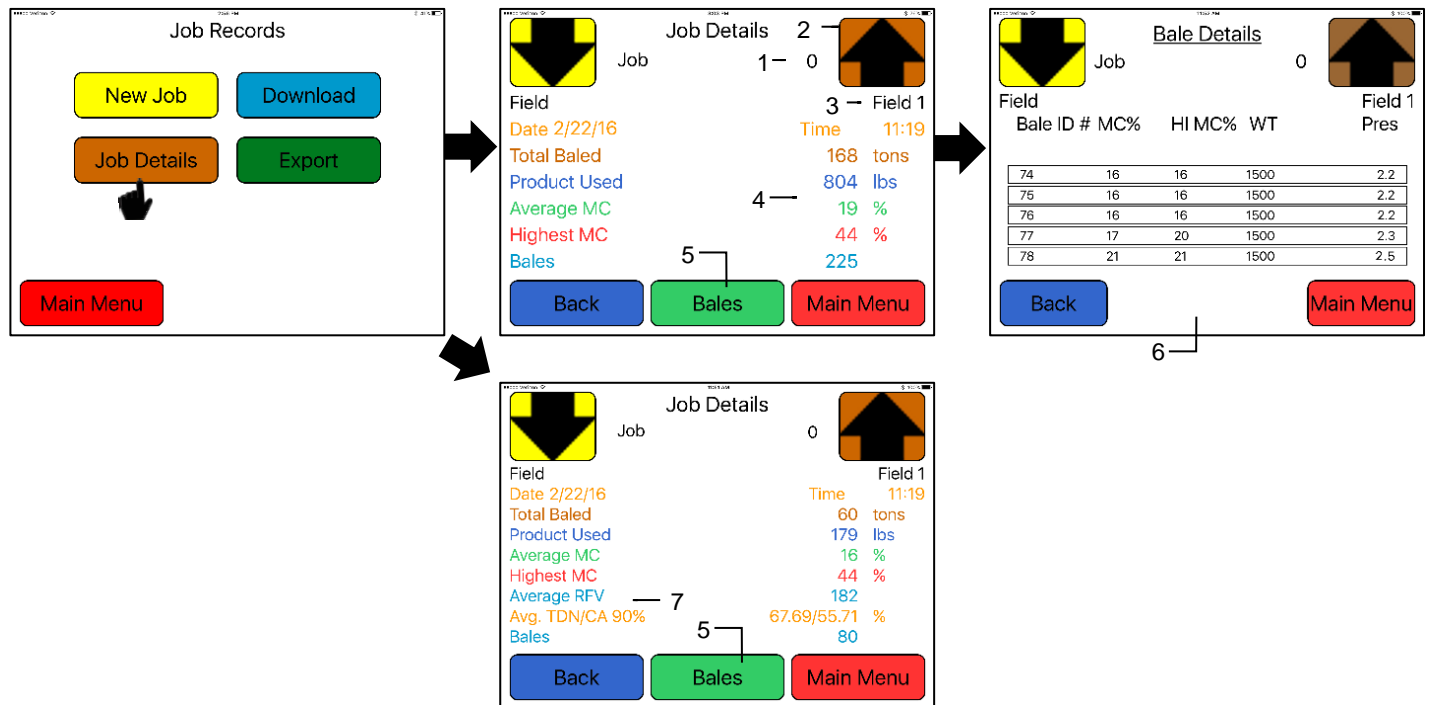 Job Records
New Job
Download
Job Details
Export
Main Menu
Job Details
2
Job
1
0
Field
3
Field 1
Date 2/22/16
Time
11:19
Total Baled
168 tons
Product Used
804 lbs
4
Average MC
19 %
Highest MC
44 %
5
Bales
225
Back
Bales
Main Menu
Bale Details
Job
0
Field
Field 1
Bale ID # MC% HI MC% WT Pres
74 16 16 1500 2.2
75 16 16 1500 2.2
76 16 16 1500 2.2
77 17 20 1500 2.3
78 21 21 1500 2.5
Back
Main Menu
6
Job Details
Job
0
Field
Field 1
Date 2/22/16
Time
11:19
Total Baled
60 tons
Product Used
179 lbs
Average MC
16 %
Highest MC
44 %
Average RFV
182
7
Avg. TDN/CA 90%
67.69/55.71 %
5
Bales
80
Back
Bales
Main Menu